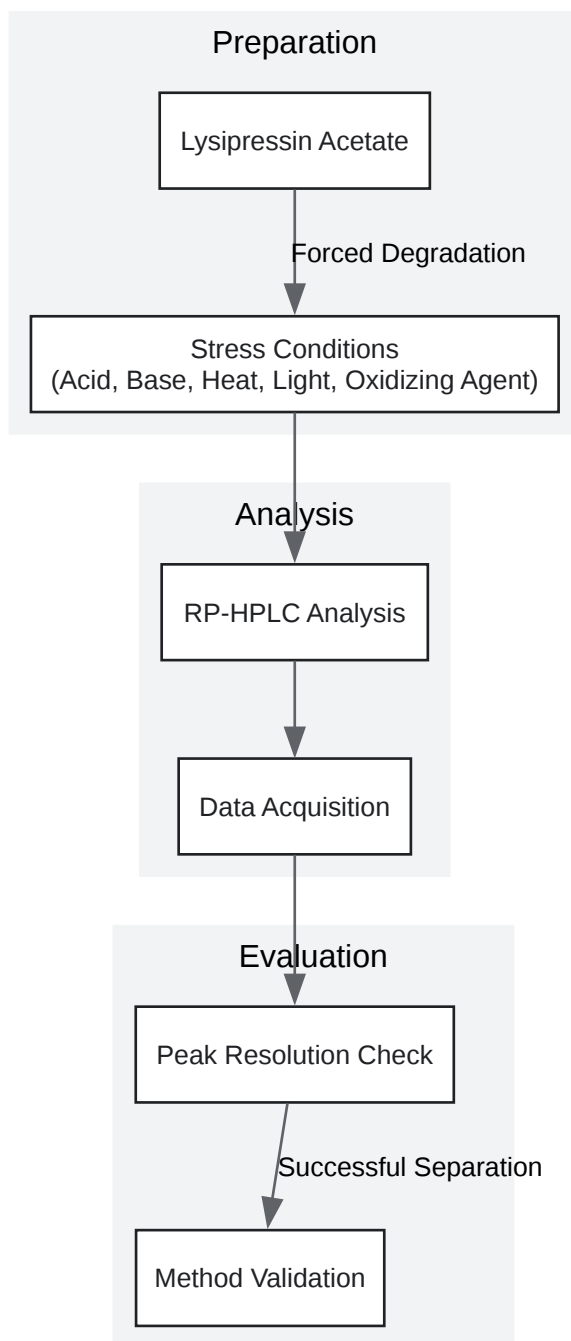 Preparation
Lysipressin Acetate
Forced Degradation
Stress Conditions
(Acid, Base, Heat, Light, Oxidizing Agent)
Analysis
RP-HPLC Analysis
Data Acquisition
Evaluation
Peak Resolution Check
Successful Separation
Method Validation